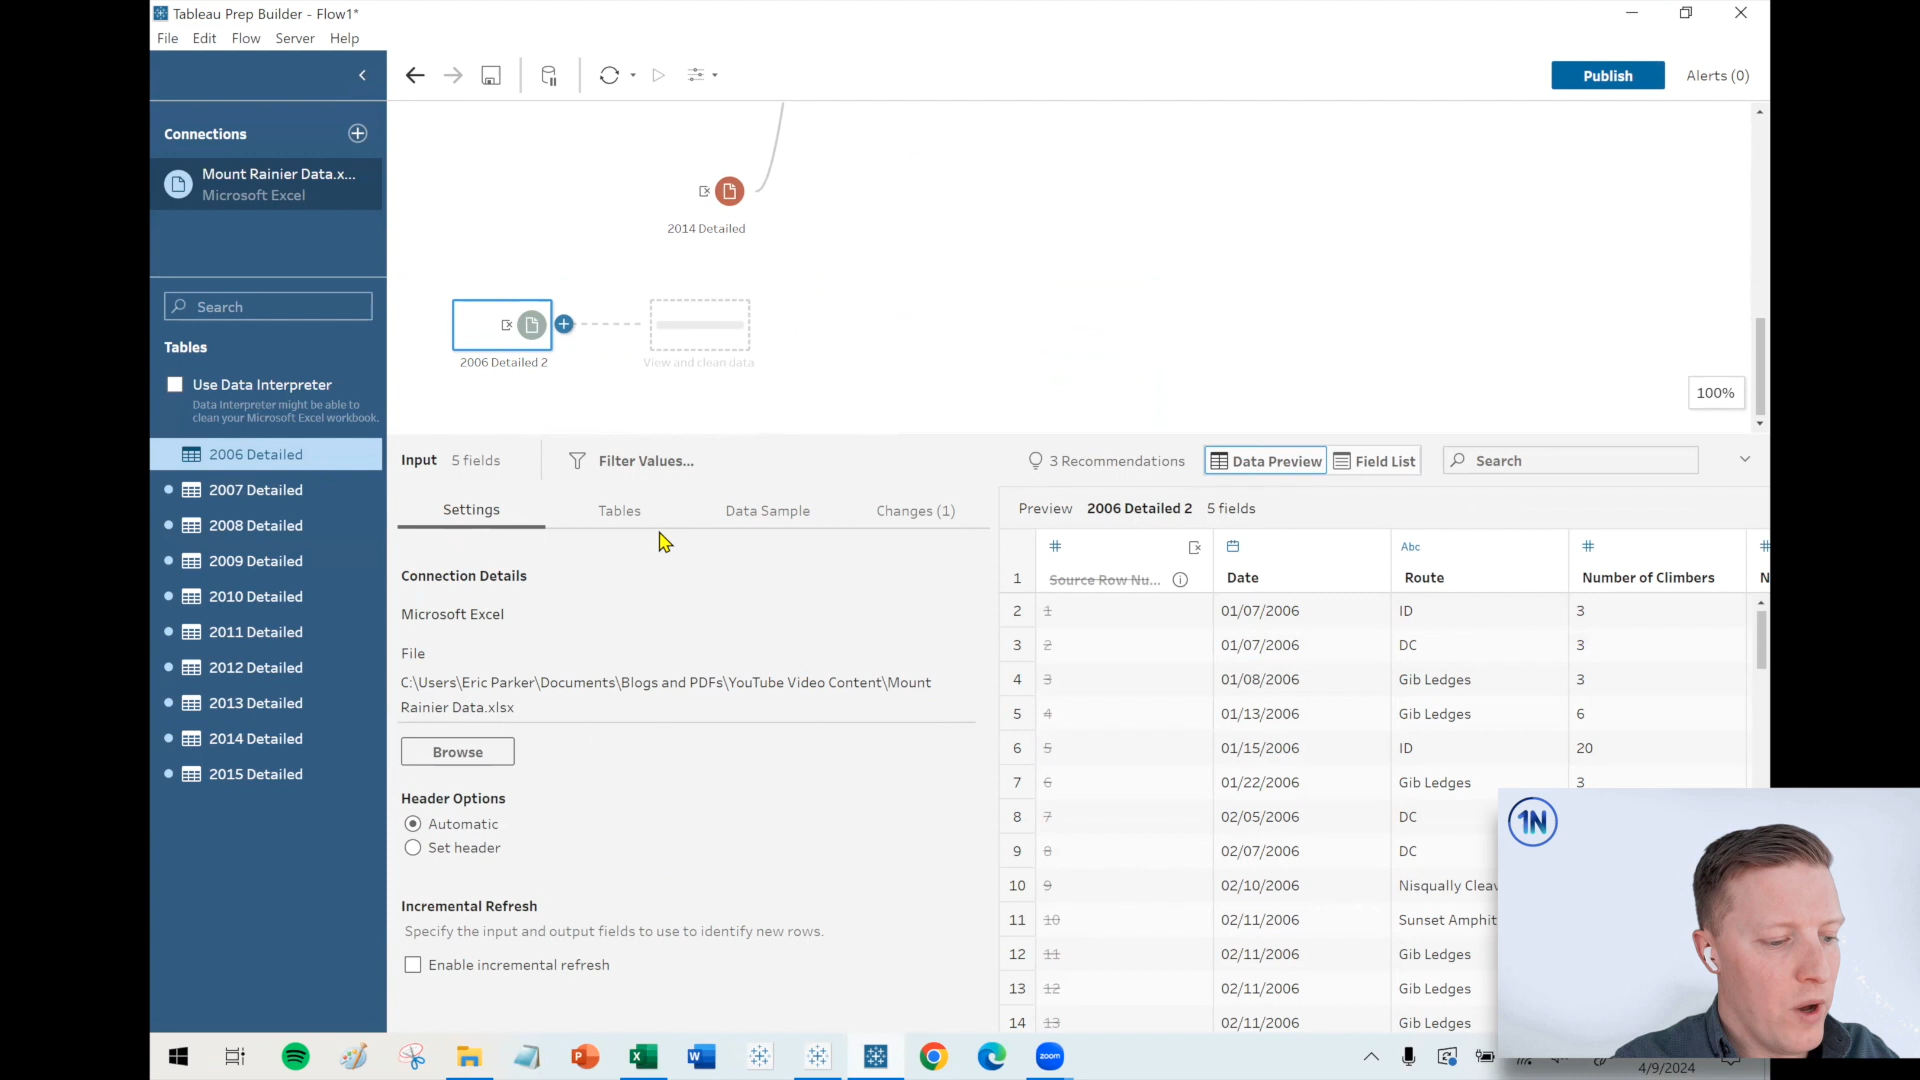 Tableau Prep Builder - Flow1*
File Edit Flow Server Help
Publish
Alerts (0)
Connections
Mount Rainier Data.x...
Microsoft Excel
Search
Tables
Use Data Interpreter
Data Interpreter might be able to
clean your Microsoft Excel workbook.
2006 Detailed
2007 Detailed
2008 Detailed
2009 Detailed
2010 Detailed
2011 Detailed
2012 Detailed
2013 Detailed
2014 Detailed
2015 Detailed
2014 Detailed
2006 Detailed 2
View and clean data
100%
Input 5 fields
Filter Values...
3 Recommendations
Data Preview
Field List
Search
Settings Tables Data Sample Changes (1)
Connection Details
Microsoft Excel
File
C:\Users\Eric Parker\Documents\Blogs and PDFs\YouTube Video Content\Mount
Rainier Data.xlsx
Browse
Header Options
Automatic
Set header
Incremental Refresh
Specify the input and output fields to use to identify new rows.
Enable incremental refresh
Preview 2006 Detailed 2 5 fields
# Abc # #
1 Source Row Nu... Date Route Number of Climbers N
2 1 01/07/2006 ID 3
3 2 01/07/2006 DC 3
4 3 01/08/2006 Gib Ledges 3
5 4 01/13/2006 Gib Ledges 6
6 5 01/15/2006 ID 20
7 6 01/22/2006 Gib Ledges 3
8 7 02/05/2006 DC
9 8 02/07/2006 DC
10 9 02/10/2006 Nisqually Cleav
11 10 02/11/2006 Sunset Amphit
12 11 02/11/2006 Gib Ledges
13 12 02/11/2006 Gib Ledges
14 13 02/11/2006 Gib Ledges
1N
zoom
4/9/2024